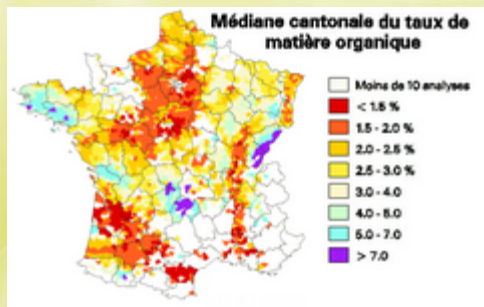 Médiane cantonale du taux de
matière organique
Moins de 10 analyses
< 1.5 %
1.5 - 2.0 %
2.0 - 2.5 %
2.5 - 3.0 %
3.0 - 4.0
4.0 - 5.0
5.0 - 7.0
> 7.0